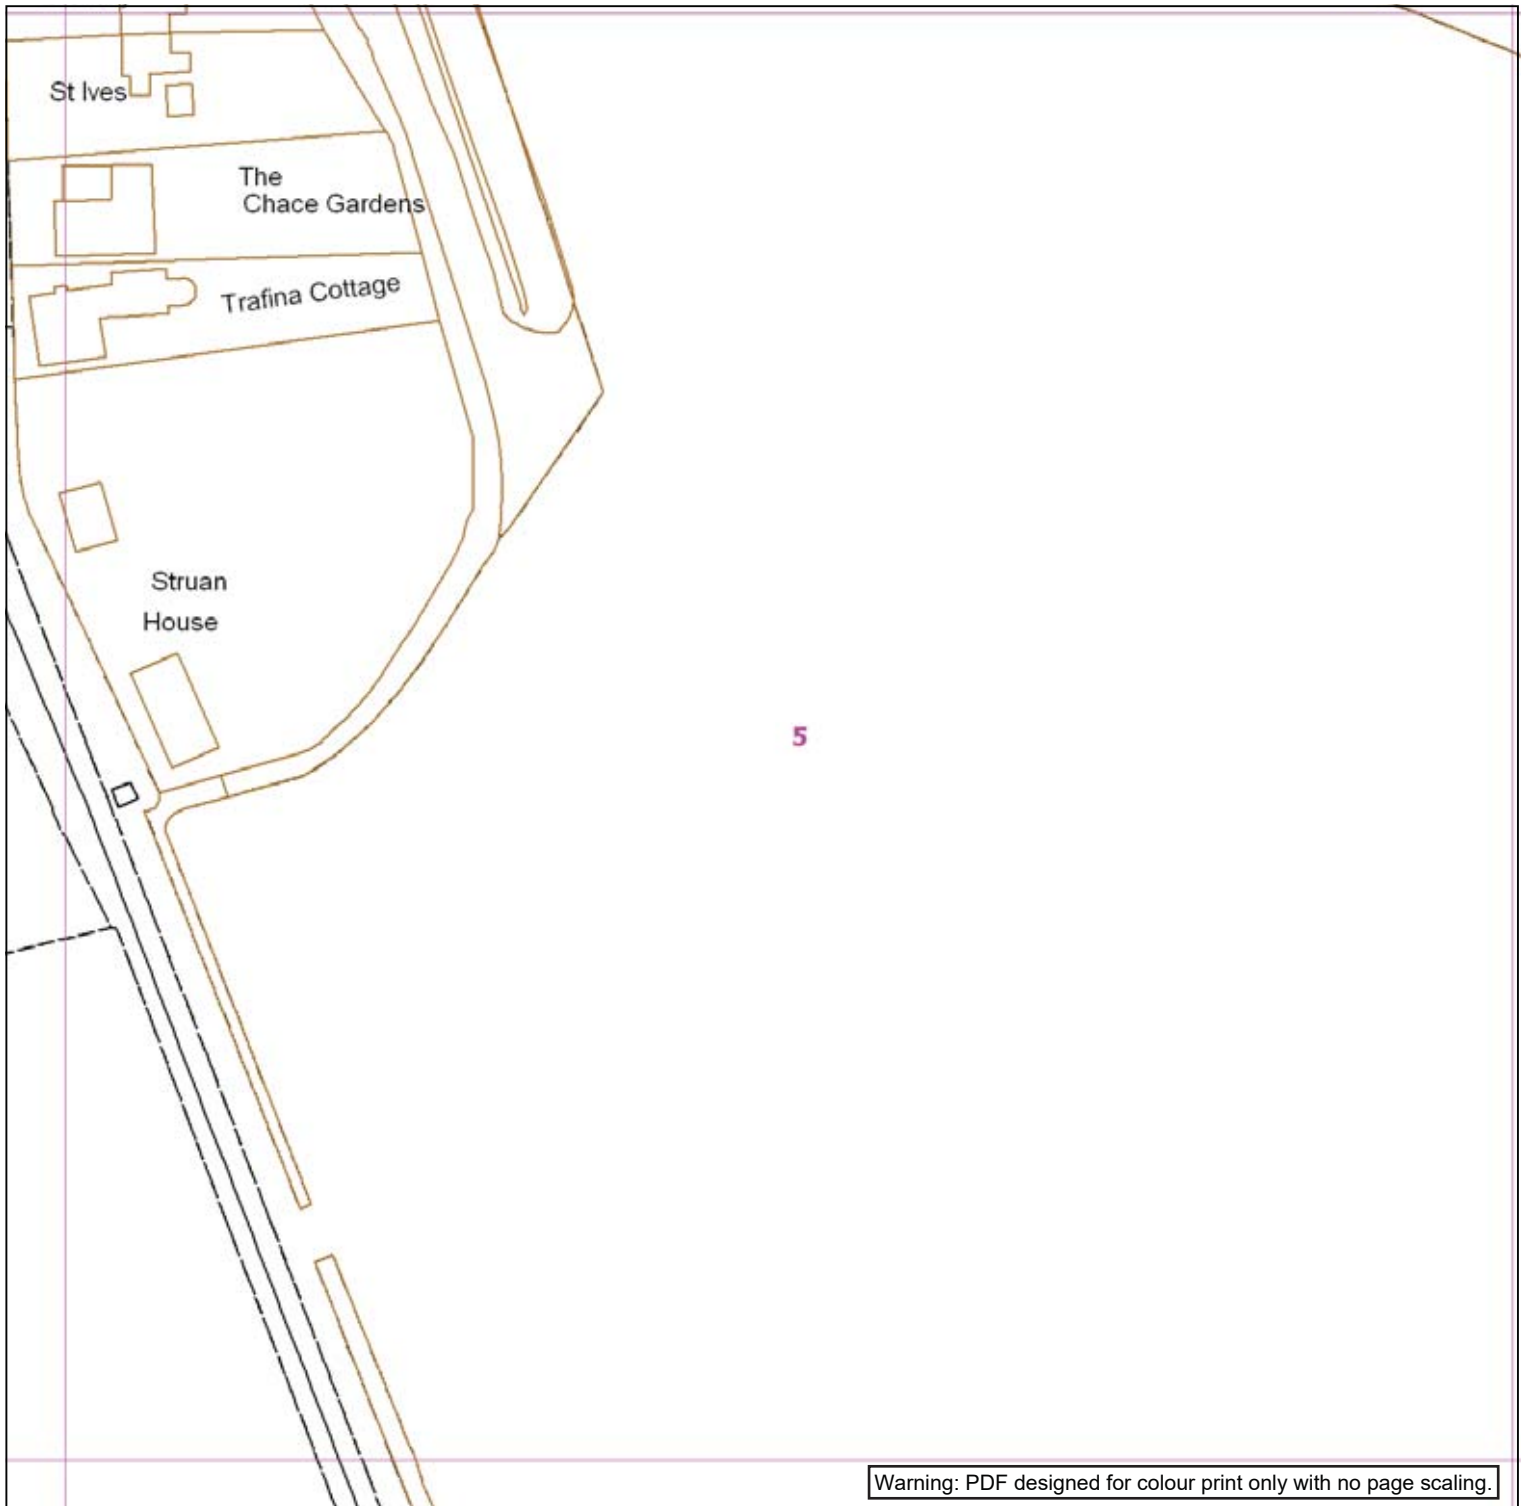 St Ives
The
Chace Gardens
Trafina Cottage
Struan
House
5
Warning: PDF designed for colour print only with no page scaling.